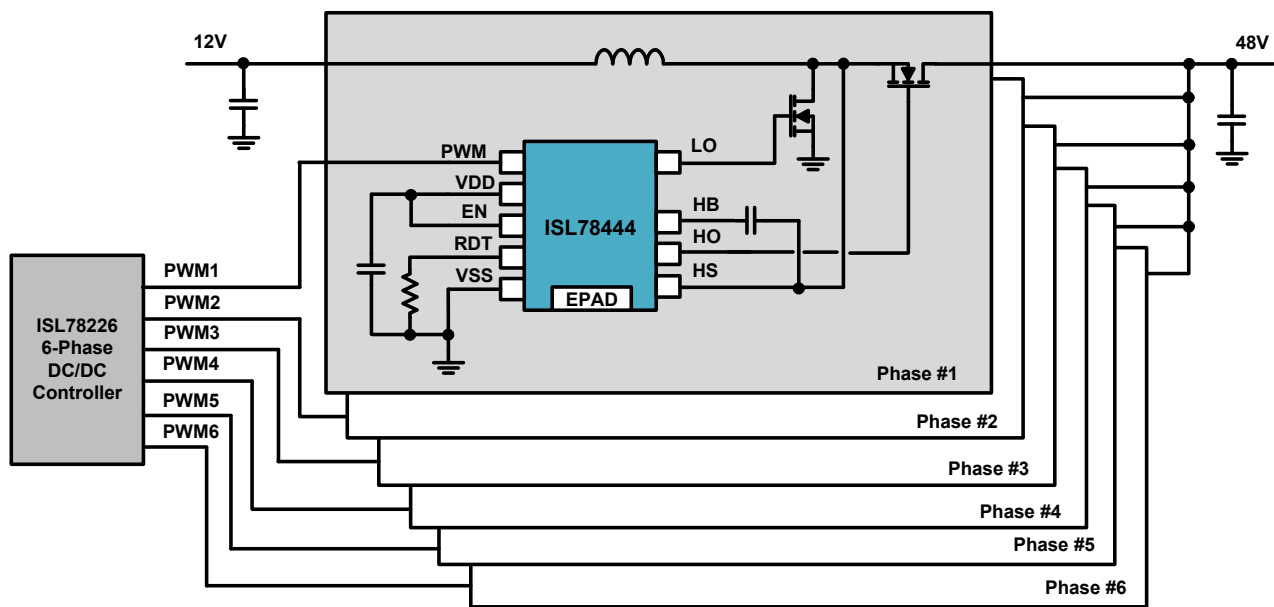 12V
48V
PWM
VDD
EN
RDT
VSS
ISL78444
EPAD
LO
HB
HO
HS
Phase #1
Phase #2
Phase #3
Phase #4
Phase #5
Phase #6
ISL78226
6-Phase
DC/DC
Controller
PWM1
PWM2
PWM3
PWM4
PWM5
PWM6